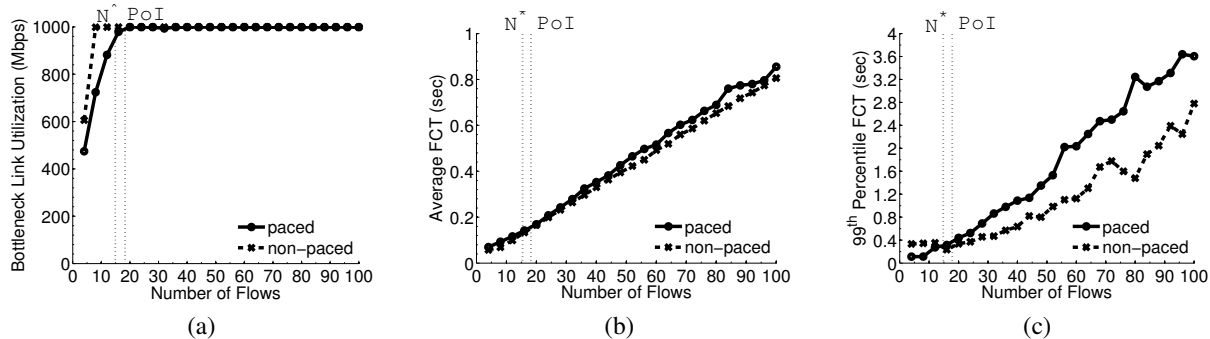 N* PoI
1000
800
600
400
200
0
Bottleneck Link Utilization (Mbps)
paced
non-paced
0 10 20 30 40 50 60 70 80 90 100
Number of Flows
(a)
N* PoI
1
0.8
0.6
0.4
0.2
0
Average FCT (sec)
paced
non-paced
0 10 20 30 40 50 60 70 80 90 100
Number of Flows
(b)
N* PoI
4
3.6
3.2
2.8
2.4
2
1.6
1.2
0.8
0.4
0
99th Percentile FCT (sec)
paced
non-paced
0 10 20 30 40 50 60 70 80 90 100
Number of Flows
(c)